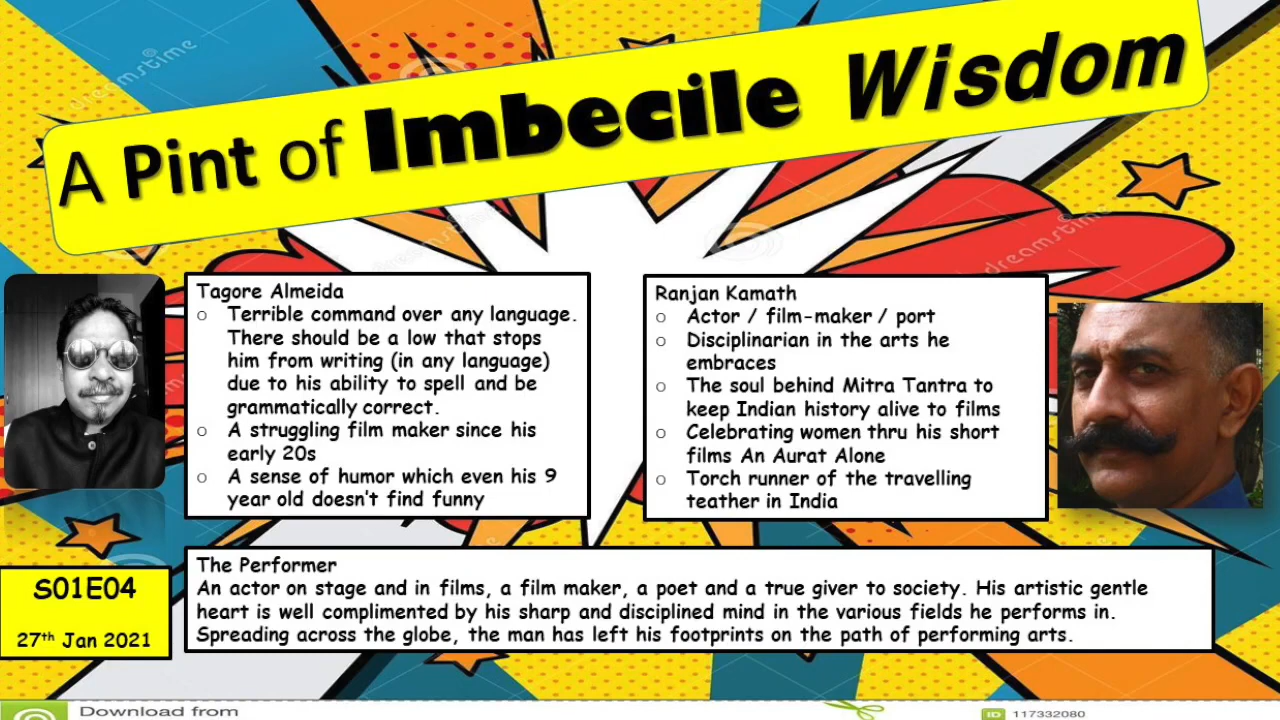 A Pint of Imbecile Wisdom
Tagore Almeida
o Terrible command over any language.
There should be a low that stops
him from writing (in any language)
due to his ability to spell and be
grammatically correct.
o A struggling film maker since his
early 20s
o A sense of humor which even his 9
year old doesn't find funny
Ranjan Kamath
o Actor / film-maker / port
o Disciplinarian in the arts he
embraces
o The soul behind Mitra Tantra to
keep Indian history alive to films
o Celebrating women thru his short
films An Aurat Alone
o Torch runner of the travelling
teather in India
S01E04
27th Jan 2021
The Performer
An actor on stage and in films, a film maker, a poet and a true giver to society. His artistic gentle
heart is well complimented by his sharp and disciplined mind in the various fields he performs in.
Spreading across the globe, the man has left his footprints on the path of performing arts.
dreamstime
dreamstime
dreamstime
Download from
ID 117332080